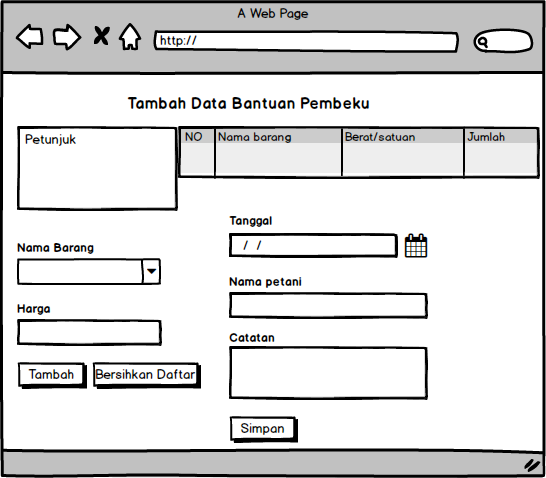 A Web Page
http://
Tambah Data Bantuan Pembeku
Petunjuk
NO Nama barang Berat/satuan Jumlah
Tanggal
/ /
Nama Barang
Nama petani
Harga
Catatan
Tambah Bersihkan Daftar
Simpan